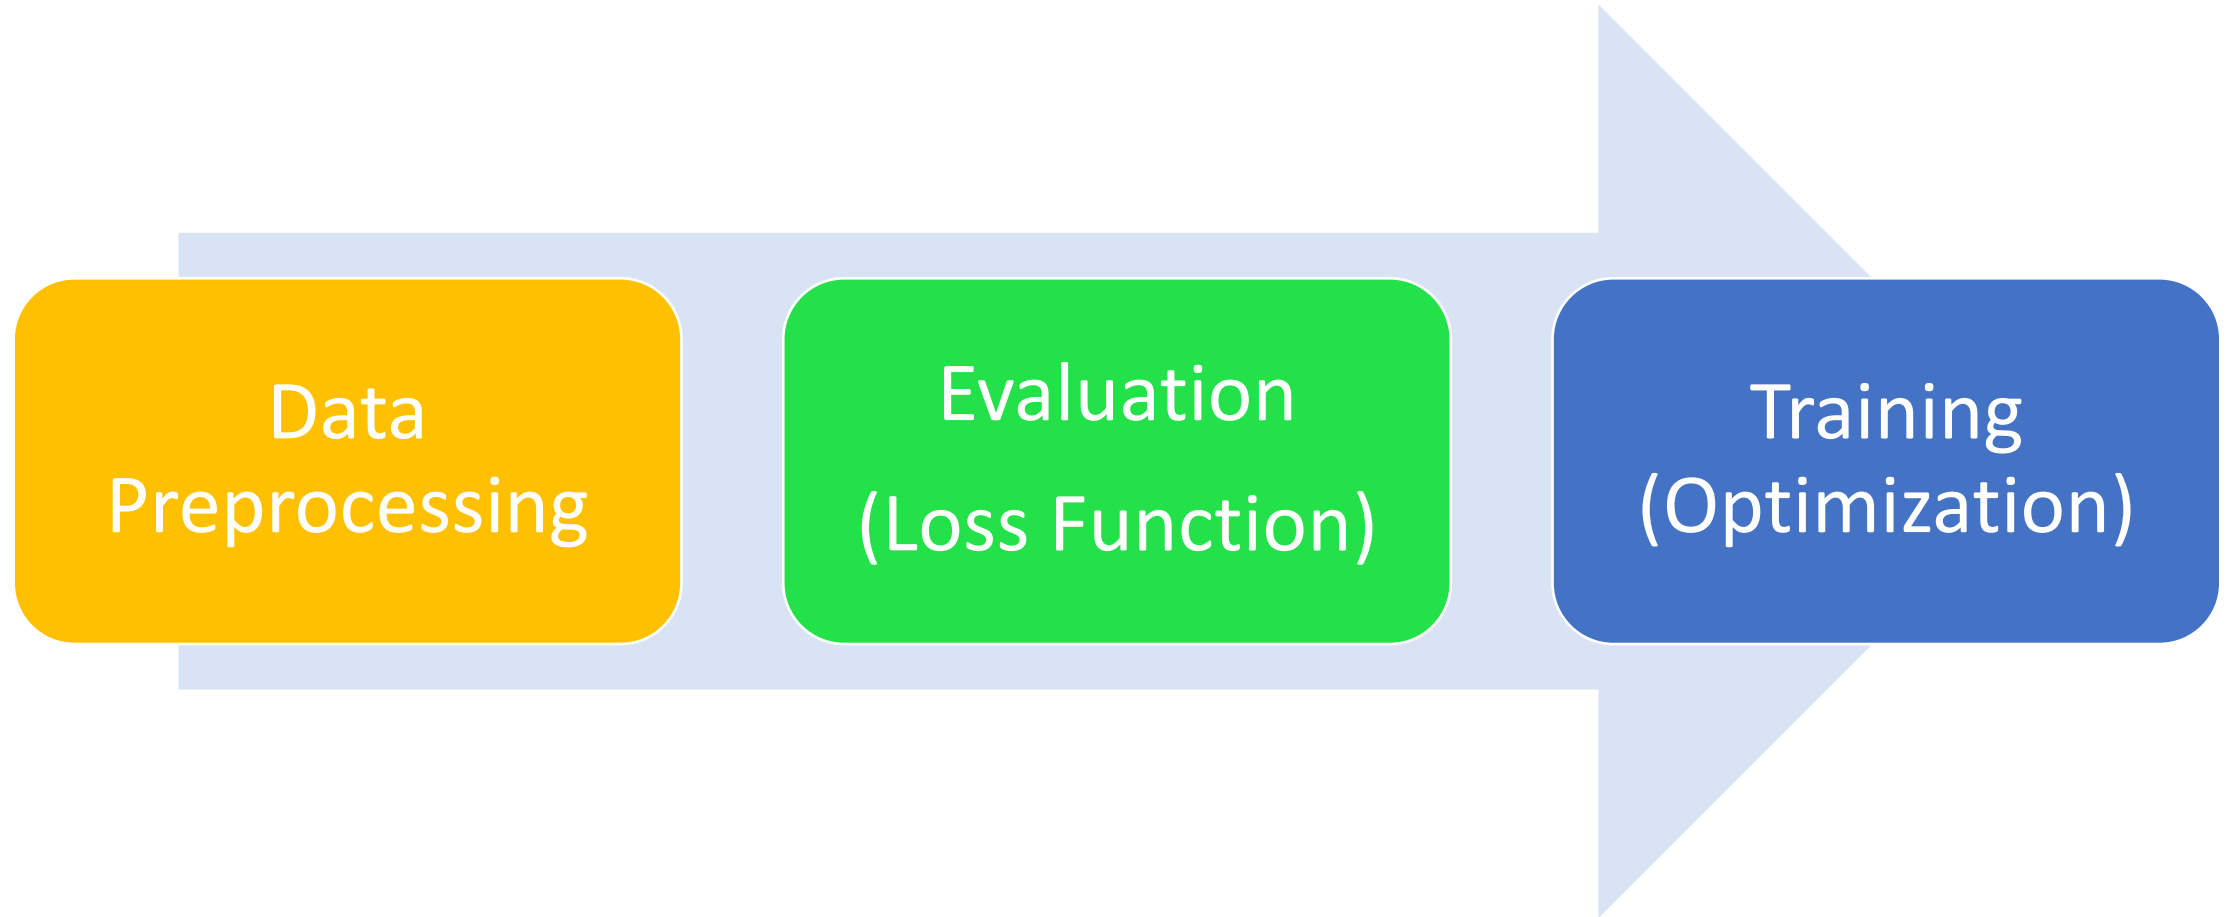 Data
Preprocessing
Evaluation
(Loss Function)
Training
(Optimization)